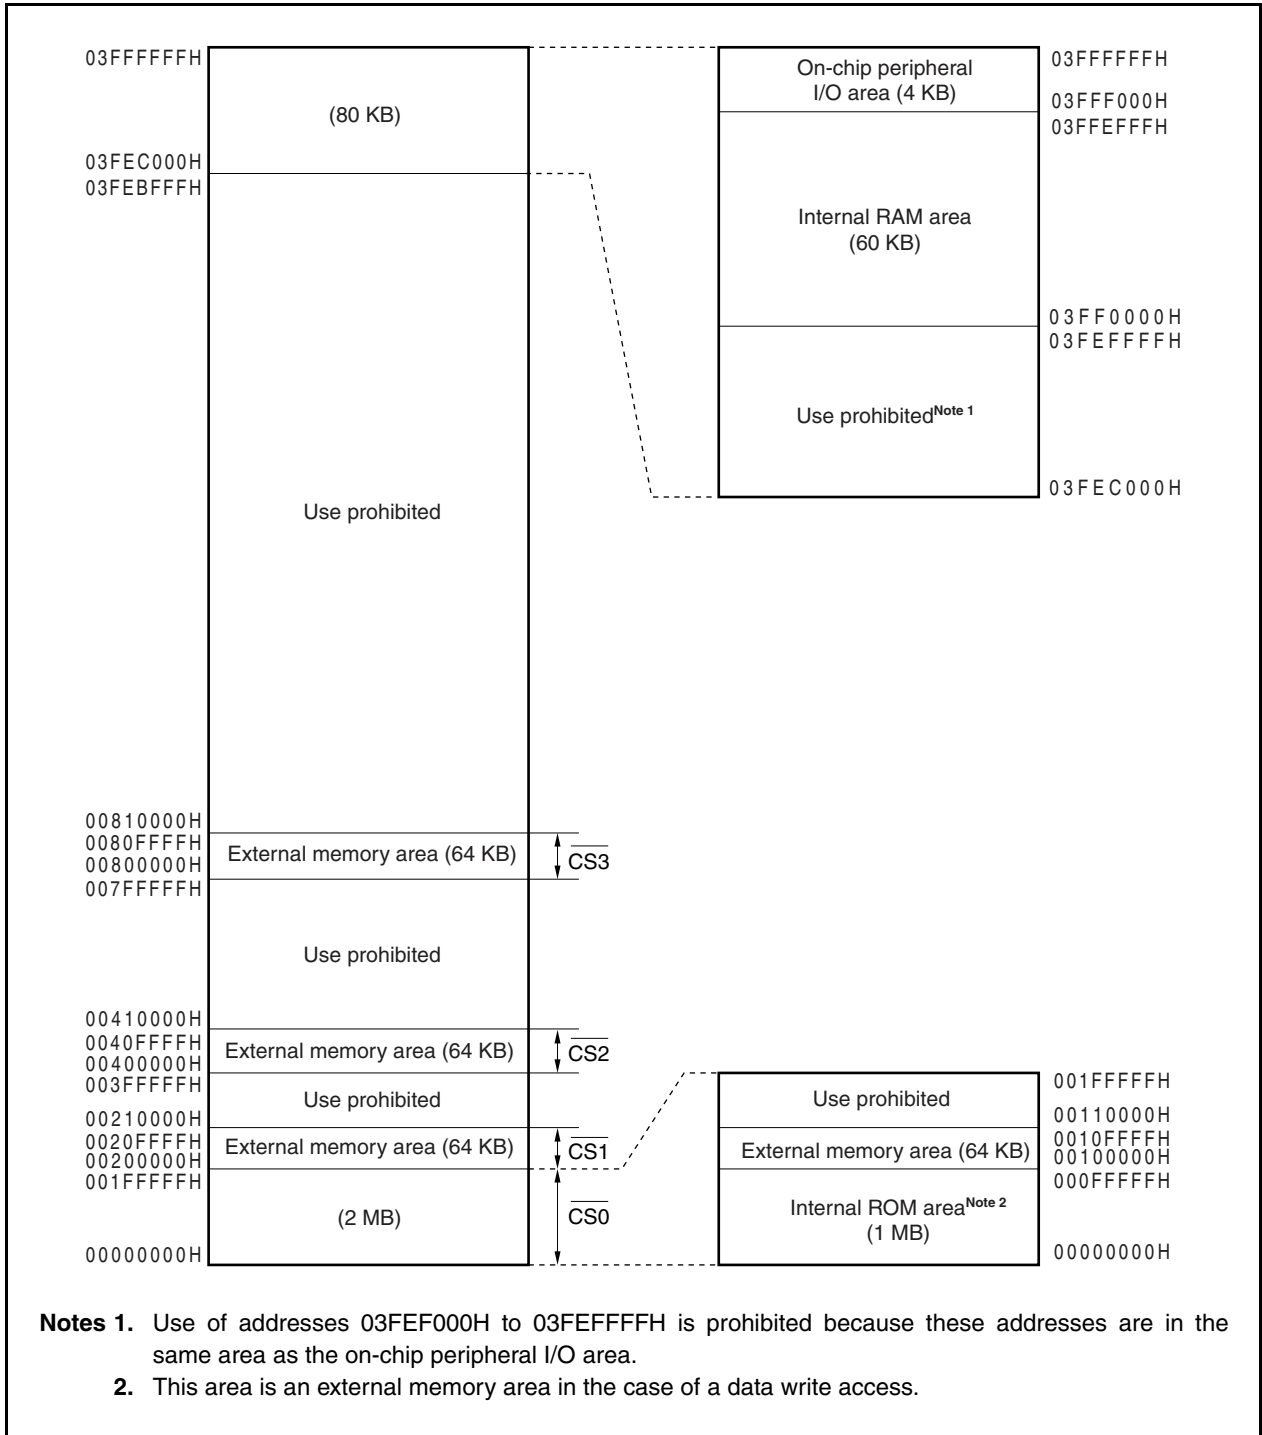 03FFFFFFH
(80 KB)
03FEC000H
03FEBFFFH
Use prohibited
00810000H
0080FFFFH
External memory area (64 KB)
CS3
00800000H
007FFFFFH
Use prohibited
00410000H
0040FFFFH
External memory area (64 KB)
CS2
00400000H
003FFFFFH
Use prohibited
00210000H
0020FFFFH
External memory area (64 KB)
CS1
00200000H
001FFFFFH
(2 MB)
CS0
00000000H
On-chip peripheral
I/O area (4 KB)
03FFFFFFH
03FFF000H
03FFEFFFH
Internal RAM area
(60 KB)
03FF0000H
03FEFFFFH
Use prohibited Note 1
03FEC000H
001FFFFFH
Use prohibited
00110000H
0010FFFFH
External memory area (64 KB)
00100000H
000FFFFFH
Internal ROM area Note 2
(1 MB)
00000000H
Notes 1. Use of addresses 03FEF000H to 03FEFFFFH is prohibited because these addresses are in the
same area as the on-chip peripheral I/O area.
2. This area is an external memory area in the case of a data write access.